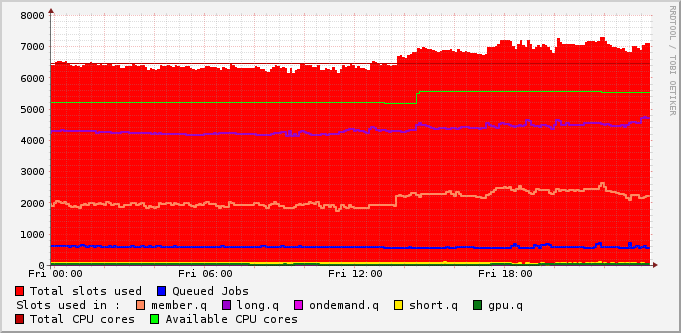 8000
7000
6000
5000
4000
3000
2000
1000
0
Fri 00:00 Fri 06:00 Fri 12:00 Fri 18:00
Total slots used Queued Jobs
Slots used in : member.q long.q ondemand.q short.q gpu.q
Total CPU cores Available CPU cores
RRDTOOL / TOBI OETIKER